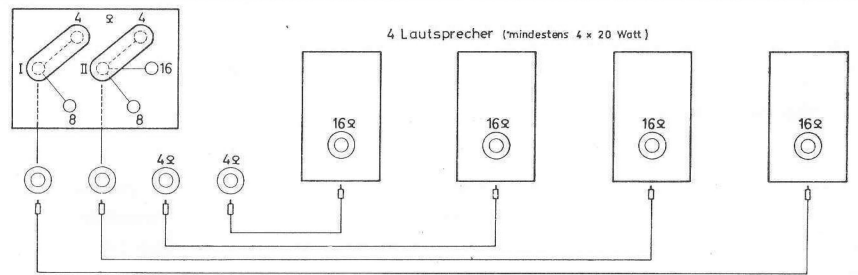 4 Ω 4
4 Lautsprecher (*mindestens 4 x 20 Watt)
I II 16
8 8
16Ω 16Ω 16Ω 16Ω
4Ω 4Ω